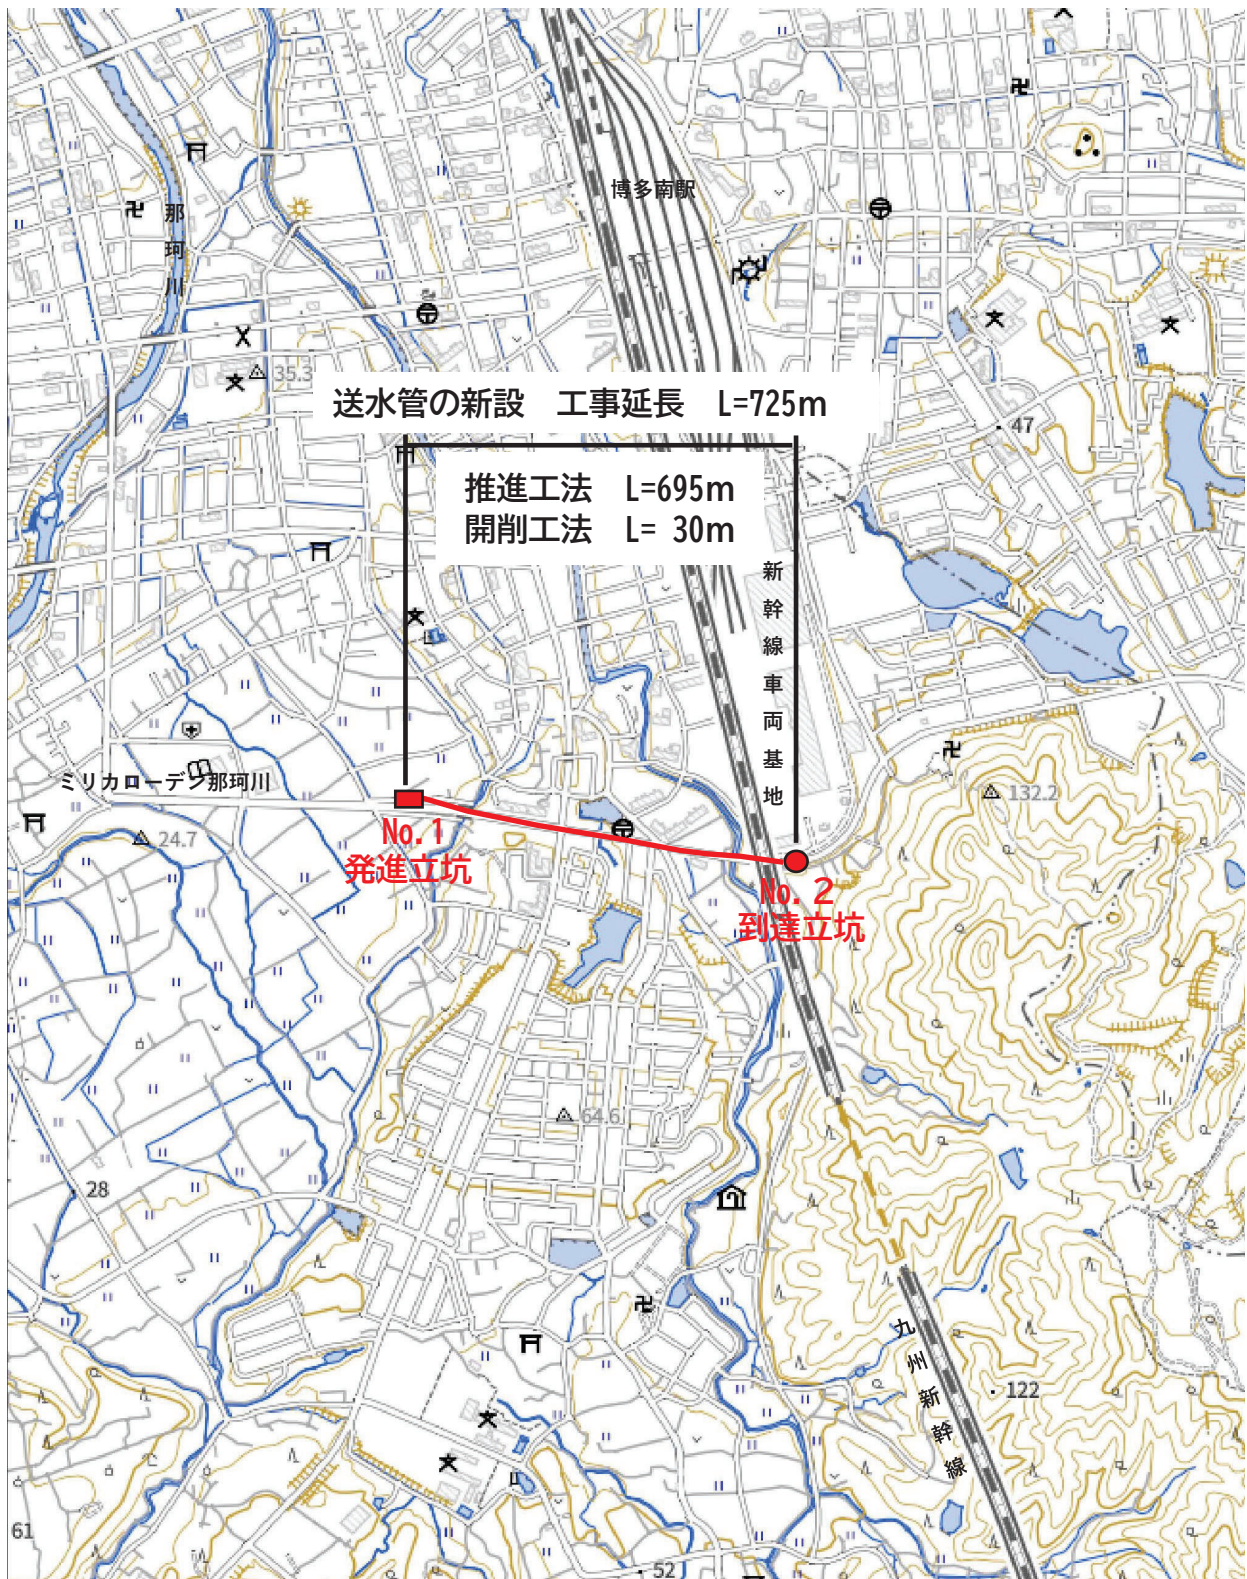 博多南駅
那珂川
35.3
送水管の新設 工事延長 L=725m
47
推進工法 L=695m
開削工法 L= 30m
新幹線車両基地
ミリカローデン那珂川
132.2
24.7
No.1
発進立坑
No.2
到達立坑
64.6
28
九州新幹線
122
61
52